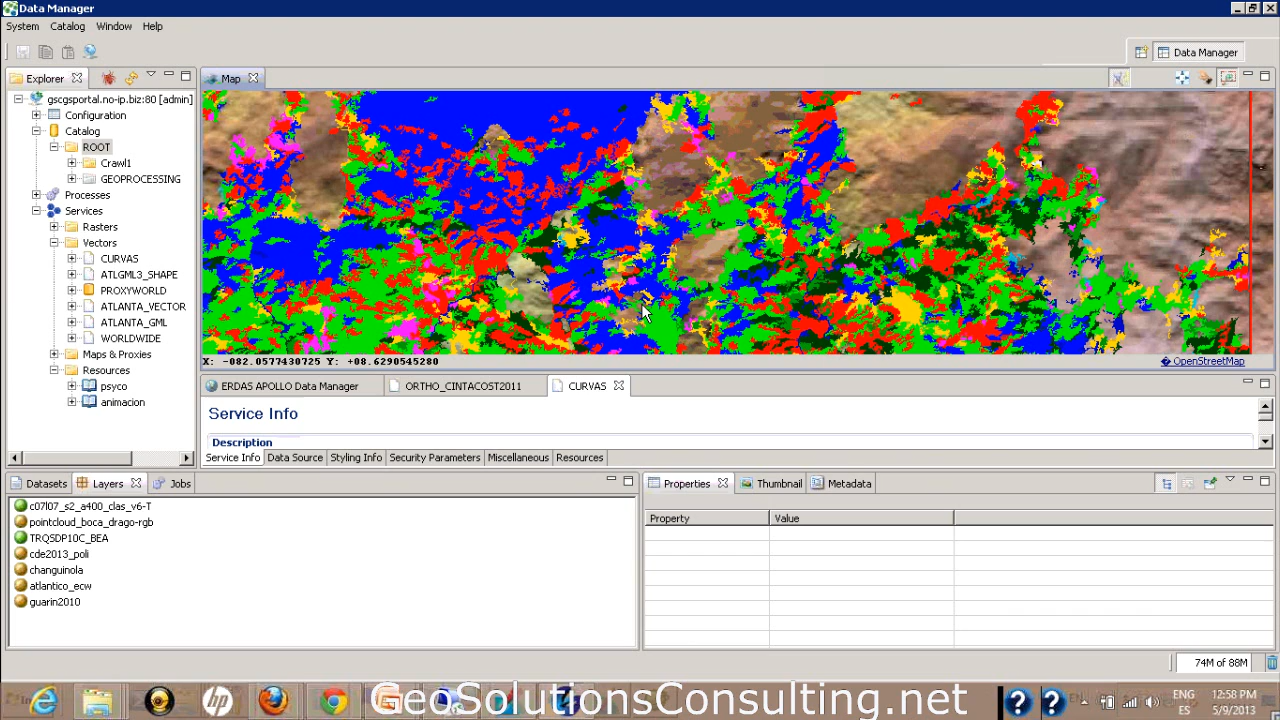 Data Manager
System Catalog Window Help
Data Manager
Explorer
Map
gscgsportal.no-ip.biz:80 [admin]
Configuration
Catalog
ROOT
Crawl1
GEOPROCESSING
Processes
Services
Rasters
Vectors
CURVAS
ATLGML3_SHAPE
PROXYWORLD
ATLANTA_VECTOR
ATLANTA_GML
WORLDWIDE
Maps & Proxies
Resources
psyco
animacion
X: -082.0577430725 Y: +08.6290545280
� OpenStreetMap
ERDAS APOLLO Data Manager ORTHO_CINTACOST2011 CURVAS
Service Info
Description
Service Info Data Source Styling Info Security Parameters Miscellaneous Resources
Datasets Layers Jobs
c07l07_s2_a400_clas_v6-T
pointcloud_boca_drago-rgb
TRQSDP10C_BEA
cde2013_poli
changuinola
atlantico_ecw
guarin2010
Properties Thumbnail Metadata
Property Value
74M of 88M
GeoSolutionsConsulting.net
hp
EN
ENG
ES
12:58 PM
5/9/2013